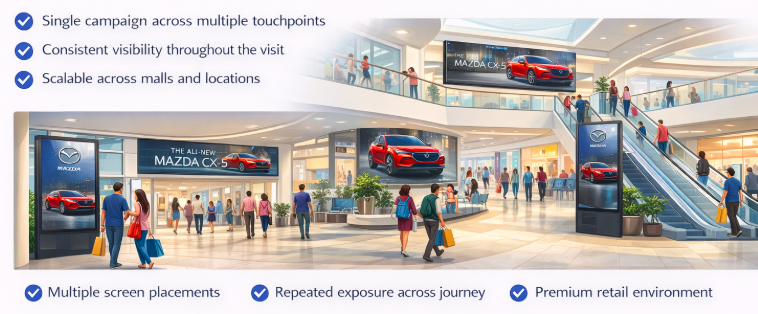 Single campaign across multiple touchpoints
Consistent visibility throughout the visit
Scalable across malls and locations
MAZDA CX-5
MAZDA
THE ALL-NEW
MAZDA CX-5
MAZDA
Multiple screen placements
Repeated exposure across journey
Premium retail environment